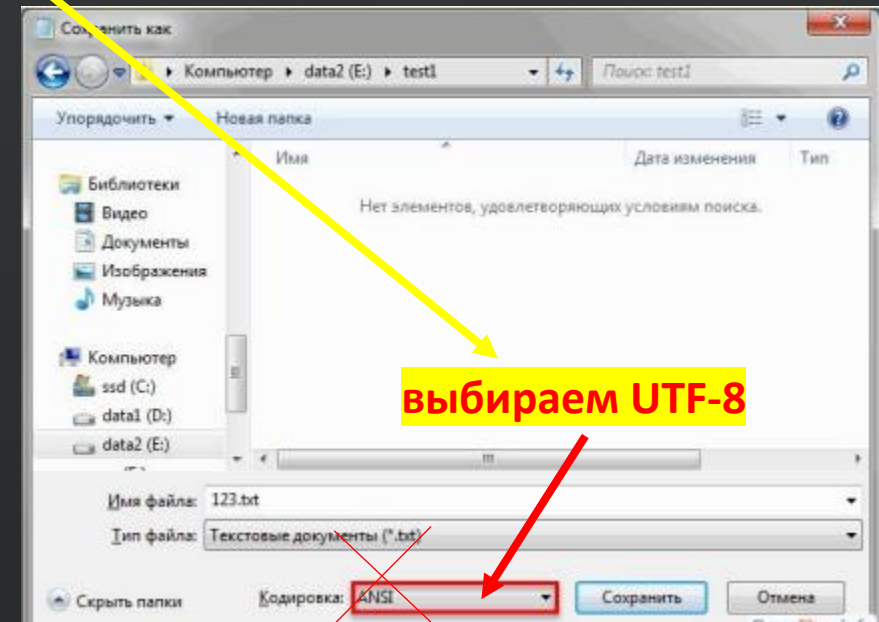 Сохранить как
Компьютер ▸ data2 (E:) ▸ test1
Поиск: test1
Упорядочить
Новая папка
Имя
Дата изменения
Тип
Нет элементов, удовлетворяющих условиям поиска.
Библиотеки
Видео
Документы
Изображения
Музыка
Компьютер
ssd (C:)
data1 (D:)
data2 (E:)
выбираем UTF-8
Имя файла: 123.txt
Тип файла: Текстовые документы (*.txt)
Скрыть папки
Кодировка: ANSI
Сохранить
Отмена